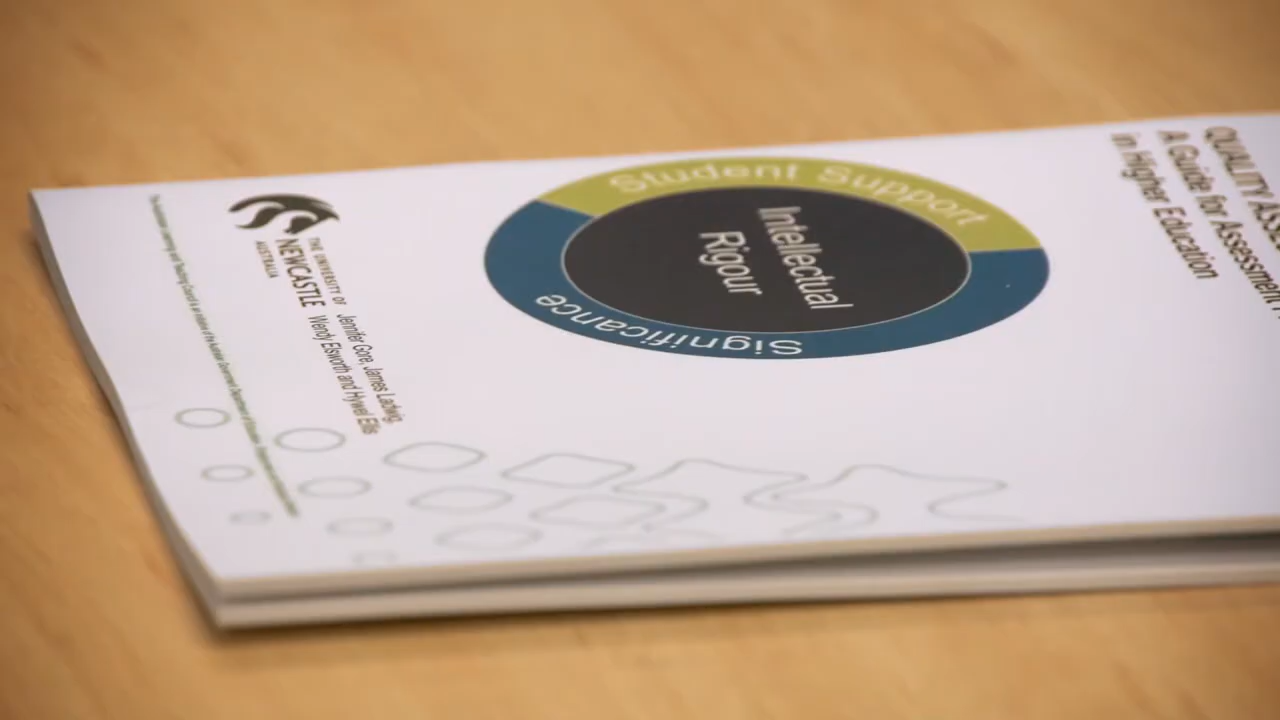 QUALITY
A Guide for Assessment
in Higher Education
Student Support
Intellectual
Rigour
Significance
Jennifer Gore, James Ladwig,
Wendy Elsworth and Hywel Ellis
THE UNIVERSITY OF
NEWCASTLE
AUSTRALIA